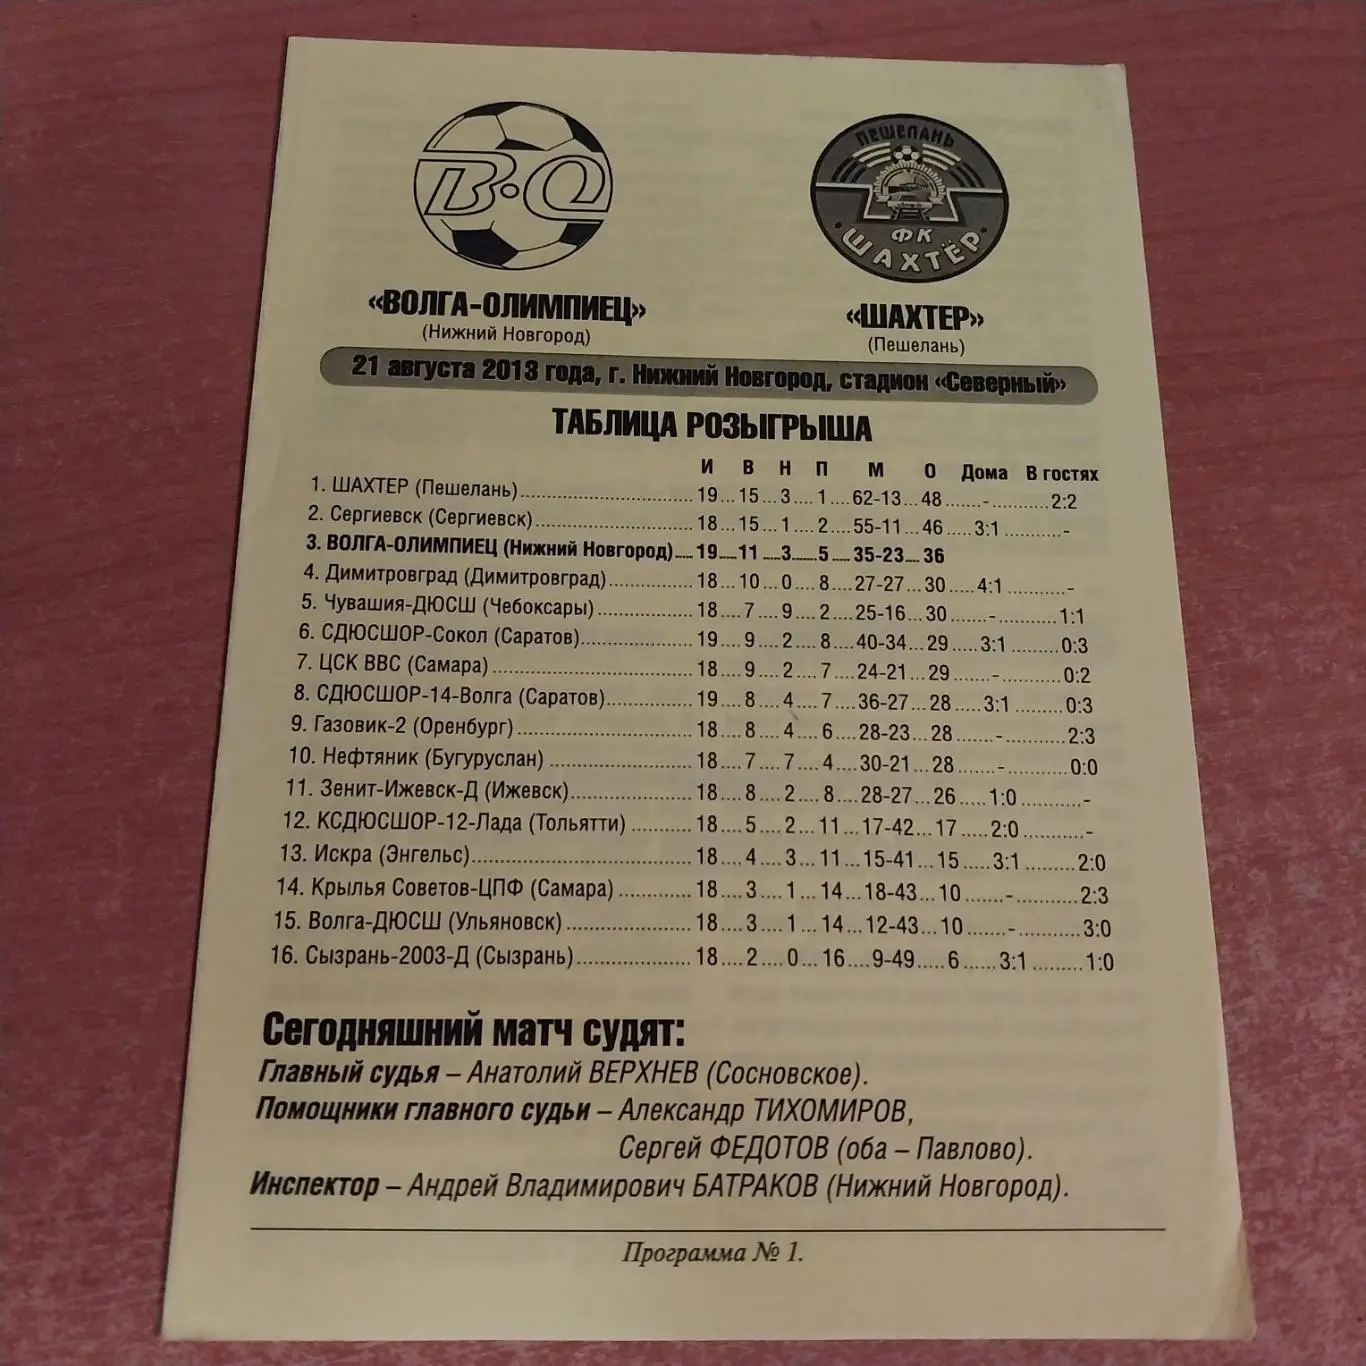 В·О
ПЕШЕЛАНЬ
ФК
ШАХТЁР
«ВОЛГА-ОЛИМПИЕЦ»
(Нижний Новгород)
«ШАХТЕР»
(Пешелань)
21 августа 2013 года, г. Нижний Новгород, стадион «Северный»
ТАБЛИЦА РОЗЫГРЫША
И В Н П М О Дома В гостях
1. ШАХТЕР (Пешелань) 19 15 3 1 62-13 48 - 2:2
2. Сергиевск (Сергиевск) 18 15 1 2 55-11 46 3:1 -
3. ВОЛГА-ОЛИМПИЕЦ (Нижний Новгород) 19 11 3 5 35-23 36
4. Димитровград (Димитровград) 18 10 0 8 27-27 30 4:1 -
5. Чувашия-ДЮСШ (Чебоксары) 18 7 9 2 25-16 30 - 1:1
6. СДЮСШОР-Сокол (Саратов) 19 9 2 8 40-34 29 3:1 0:3
7. ЦСК ВВС (Самара) 18 9 2 7 24-21 29 - 0:2
8. СДЮСШОР-14-Волга (Саратов) 19 8 4 7 36-27 28 3:1 0:3
9. Газовик-2 (Оренбург) 18 8 4 6 28-23 28 - 2:3
10. Нефтяник (Бугуруслан) 18 7 7 4 30-21 28 - 0:0
11. Зенит-Ижевск-Д (Ижевск) 18 8 2 8 28-27 26 1:0 -
12. КСДЮСШОР-12-Лада (Тольятти) 18 5 2 11 17-42 17 2:0 -
13. Искра (Энгельс) 18 4 3 11 15-41 15 3:1 2:0
14. Крылья Советов-ЦПФ (Самара) 18 3 1 14 18-43 10 - 2:3
15. Волга-ДЮСШ (Ульяновск) 18 3 1 14 12-43 10 - 3:0
16. Сызрань-2003-Д (Сызрань) 18 2 0 16 9-49 6 3:1 1:0
Сегодняшний матч судят:
Главный судья – Анатолий ВЕРХНЕВ (Сосновское).
Помощники главного судьи – Александр ТИХОМИРОВ,
Сергей ФЕДОТОВ (оба – Павлово).
Инспектор – Андрей Владимирович БАТРАКОВ (Нижний Новгород).
Программа № 1.